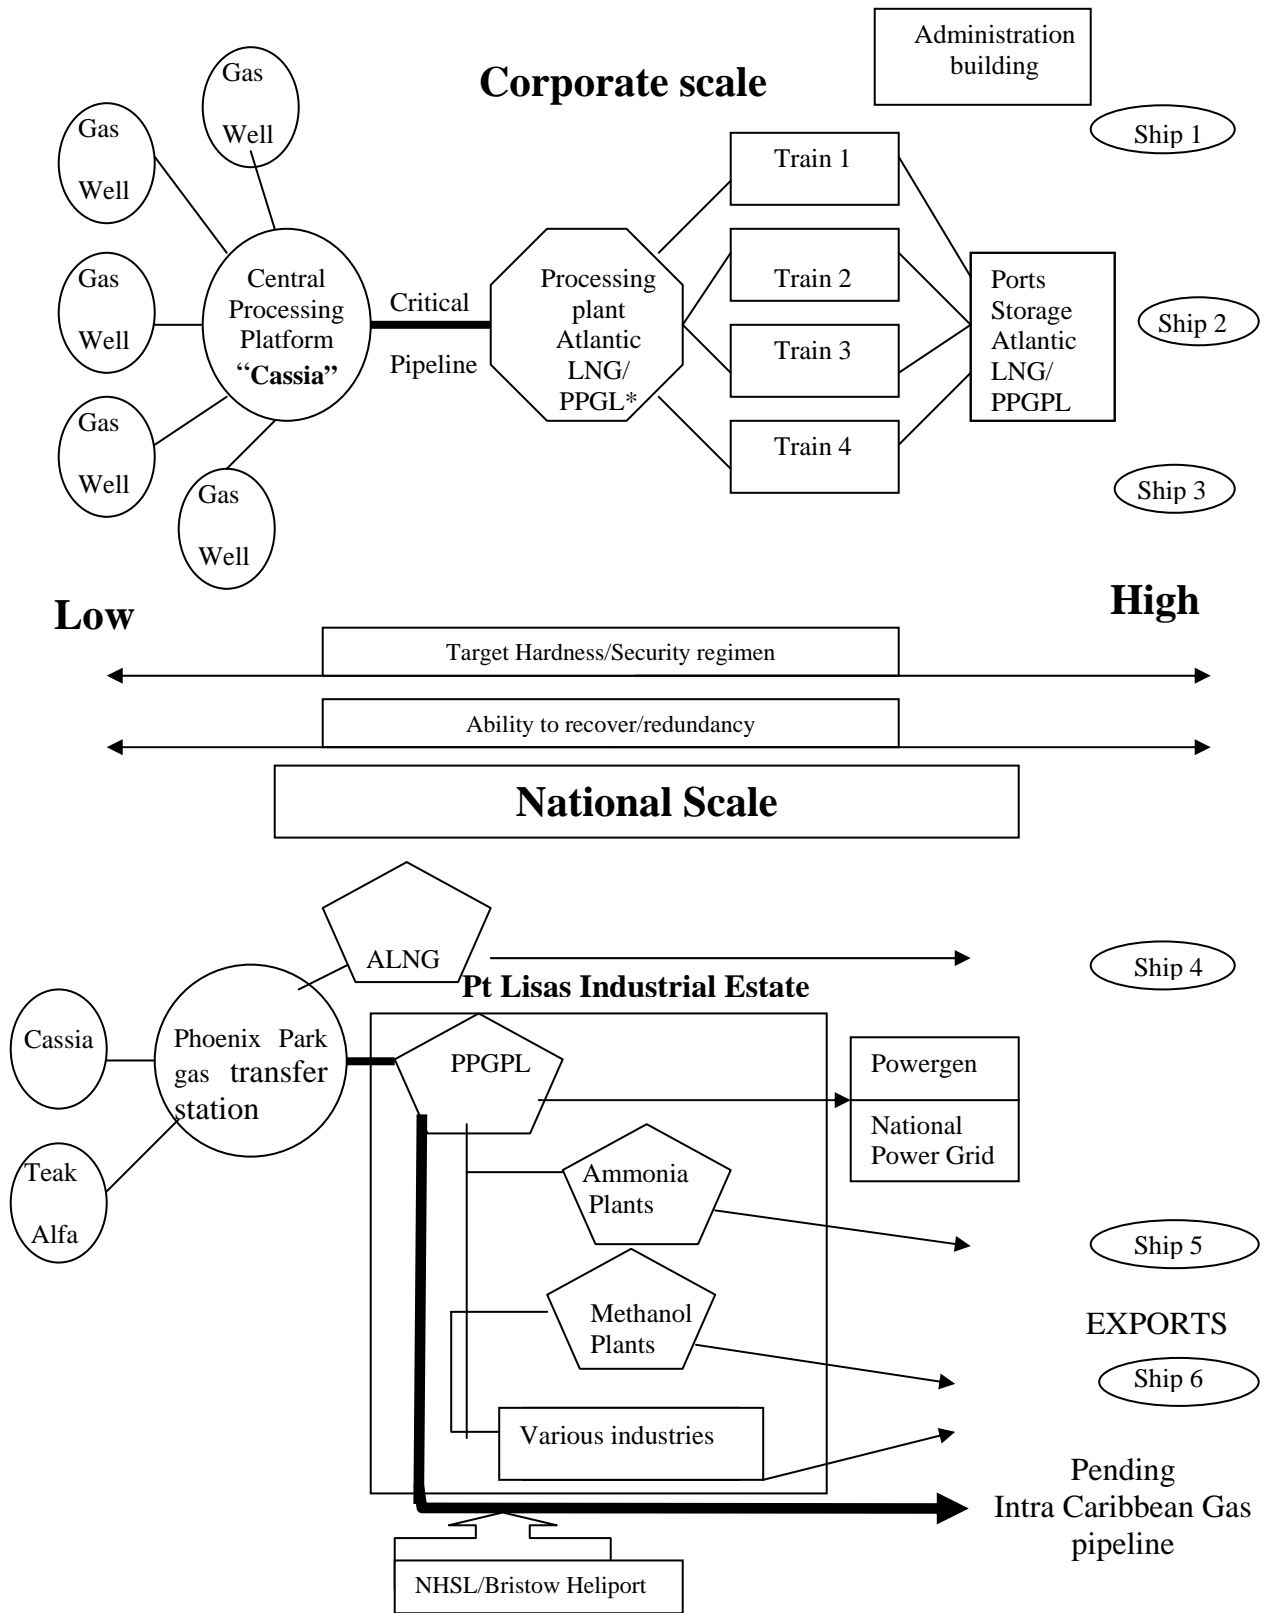 Administration
building
Corporate scale
Gas
Well
Gas
Well
Gas
Well
Gas
Well
Gas
Well
Central
Processing
Platform
“Cassia”
Critical
Pipeline
Processing
plant
Atlantic
LNG/
PPGL*
Train 1
Train 2
Train 3
Train 4
Ports
Storage
Atlantic
LNG/
PPGPL
Ship 1
Ship 2
Ship 3
Low
High
Target Hardness/Security regimen
Ability to recover/redundancy
National Scale
ALNG
Ship 4
Pt Lisas Industrial Estate
Cassia
Phoenix Park
gas transfer
station
PPGPL
Powergen
National
Power Grid
Teak
Alfa
Ammonia
Plants
Ship 5
Methanol
Plants
EXPORTS
Ship 6
Various industries
Pending
Intra Caribbean Gas
pipeline
NHSL/Bristow Heliport